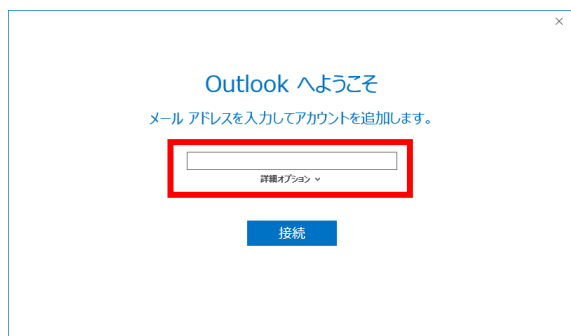 Outlook へようこそ
メール アドレスを入力してアカウントを追加します。
詳細オプション
接続